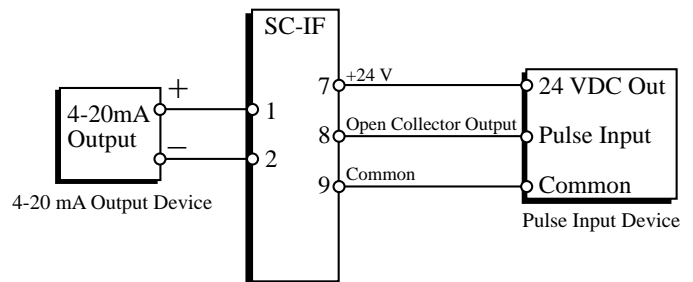 SC-IF
4-20mA
Output
+
−
4-20 mA Output Device
1
2
7
8
9
+24 V
Open Collector Output
Common
24 VDC Out
Pulse Input
Common
Pulse Input Device